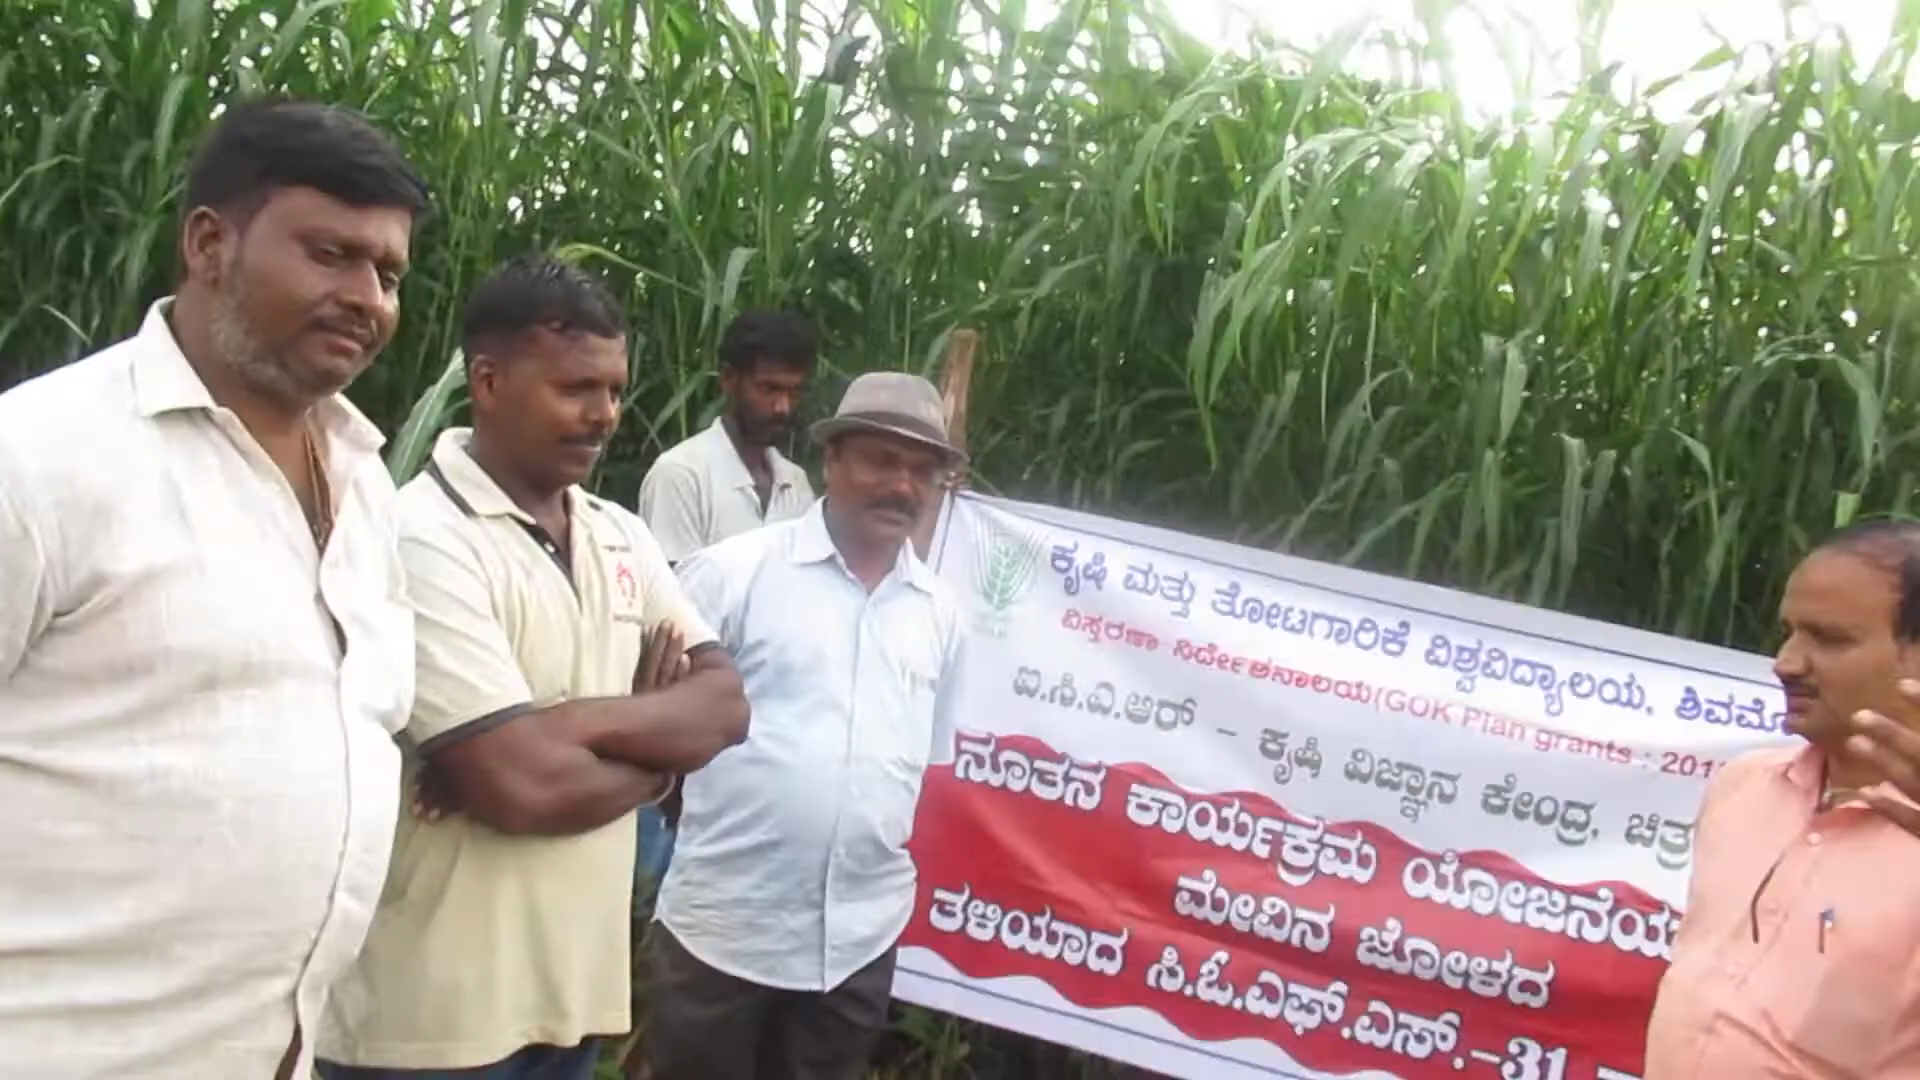 ಕೃಷಿ ಮತ್ತು ತೋಟಗಾರಿಕೆ ವಿಶ್ವವಿದ್ಯಾಲಯ, ಶಿವಮೊ
ವಿಸ್ತರಣಾ ನಿರ್ದೇಶನಾಲಯ(GOK Plan grants : 201
ಐ.ಸಿ.ಎ.ಆರ್ - ಕೃಷಿ ವಿಜ್ಞಾನ ಕೇಂದ್ರ, ಚಿತ್ರ
ನೂತನ ಕಾರ್ಯಕ್ರಮ ಯೋಜನೆಯ
ಮೇವಿನ ಜೋಳದ
ತಳಿಯಾದ ಸಿ.ಓ.ಎಫ್.ಎಸ್.-31